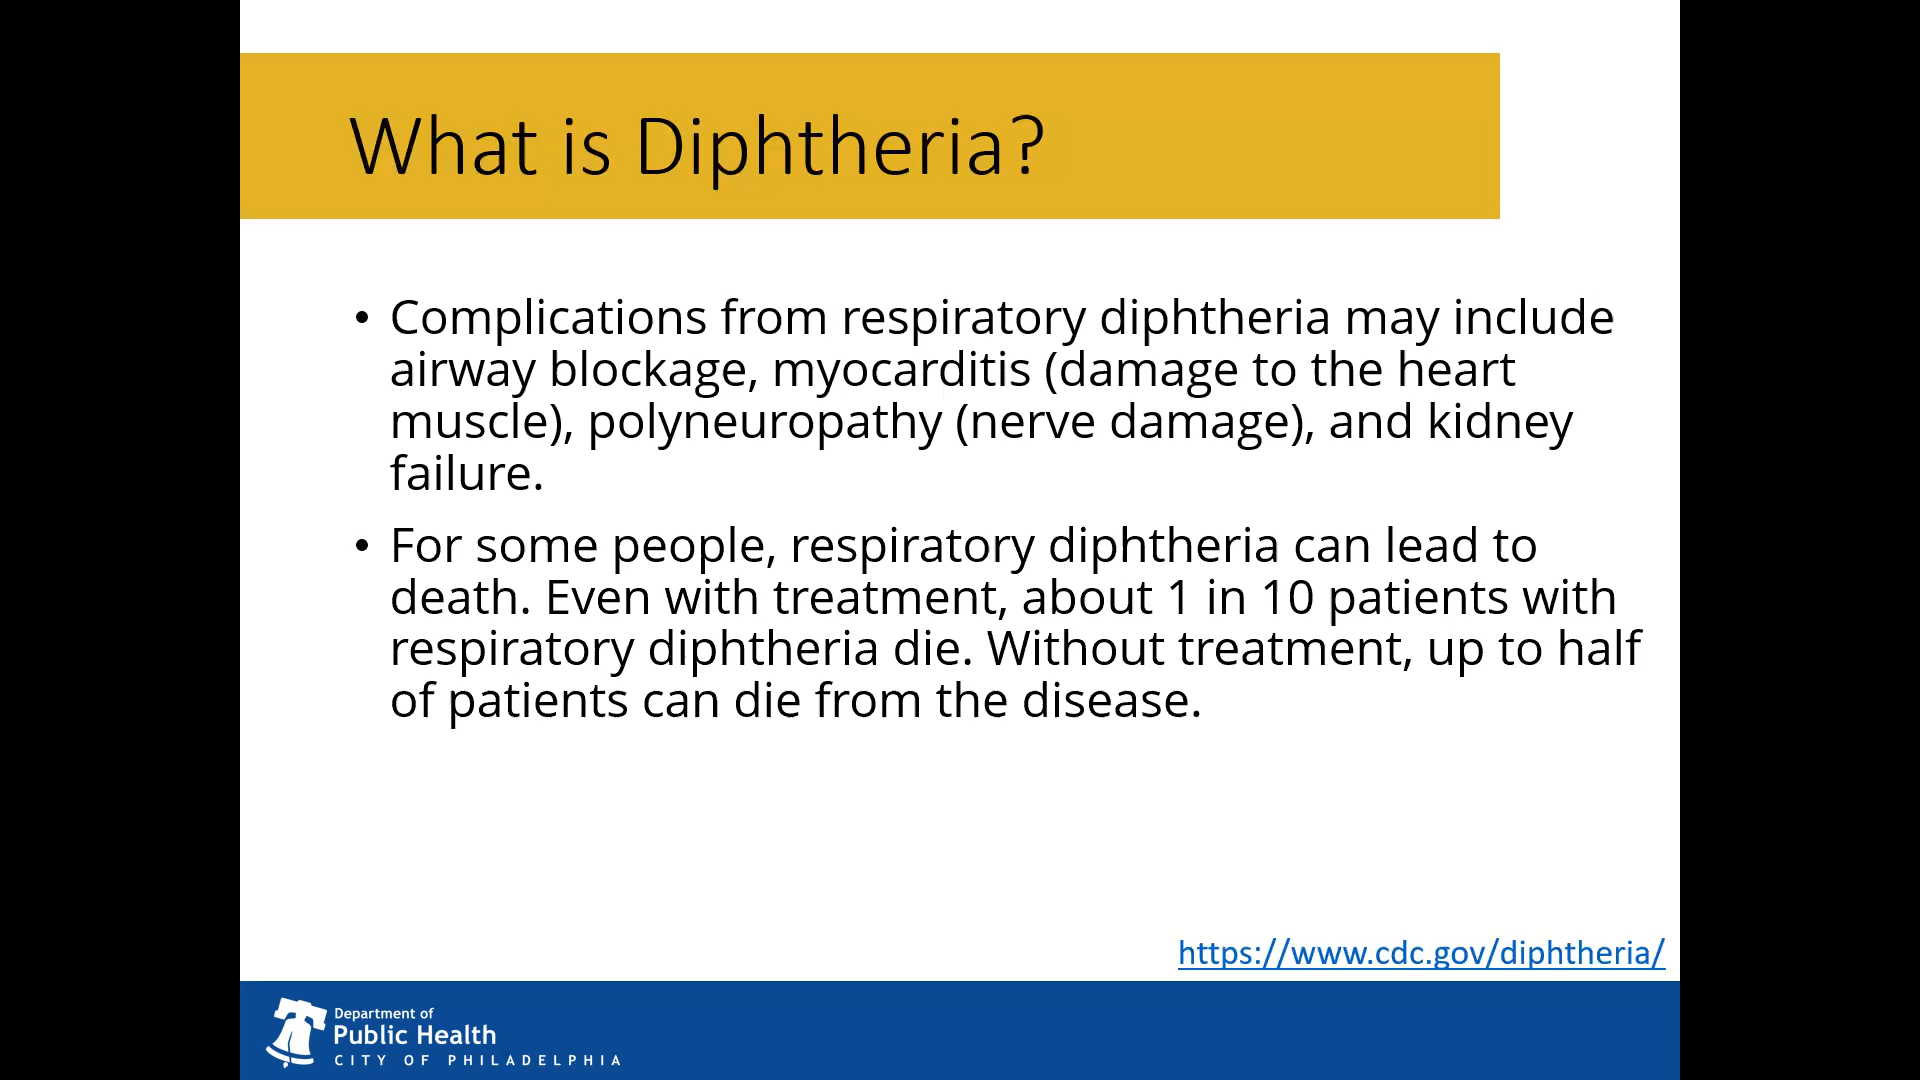 What is Diphtheria?
• Complications from respiratory diphtheria may include
airway blockage, myocarditis (damage to the heart
muscle), polyneuropathy (nerve damage), and kidney
failure.
• For some people, respiratory diphtheria can lead to
death. Even with treatment, about 1 in 10 patients with
respiratory diphtheria die. Without treatment, up to half
of patients can die from the disease.
https://www.cdc.gov/diphtheria/
Department of
Public Health
CITY OF PHILADELPHIA